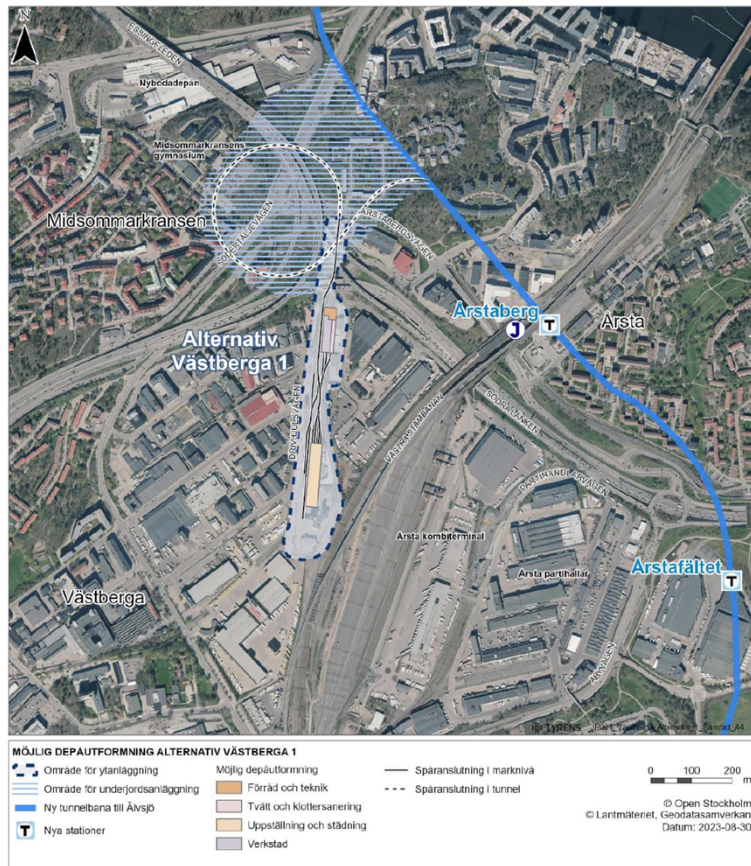 N
ESSINGELEDEN
Nybodadepån
Midsommarkransens
gymnasium
Midsommarkransen
SÖDERTÄLJEVÄGEN
ÅRSTABERGSVÄGEN
Årstaberg
J
T
Årsta
Alternativ
Västberga 1
DRIVHJULSVÄGEN
VÄSTRA STAMBANAN
SÖDRA LÄNKEN
PARTIHANDLARVÄGEN
Årsta kombiterminal
Årsta partihallar
Årstafältet
T
Västberga
TYRÉNS
MÖJLIG DEPÅUTFORMNING ALTERNATIV VÄSTBERGA 1
Område för ytanläggning
Område för underjordsanläggning
Ny tunnelbana till Älvsjö
T Nya stationer
Möjlig depåutformning
Förråd och teknik
Tvätt och klottersanering
Uppställning och städning
Verkstad
Spåranslutning i marknivå
Spåranslutning i tunnel
0 100 200
m
© Open Stockholm
© Lantmäteriet, Geodatasamverkan
Datum: 2023-08-30